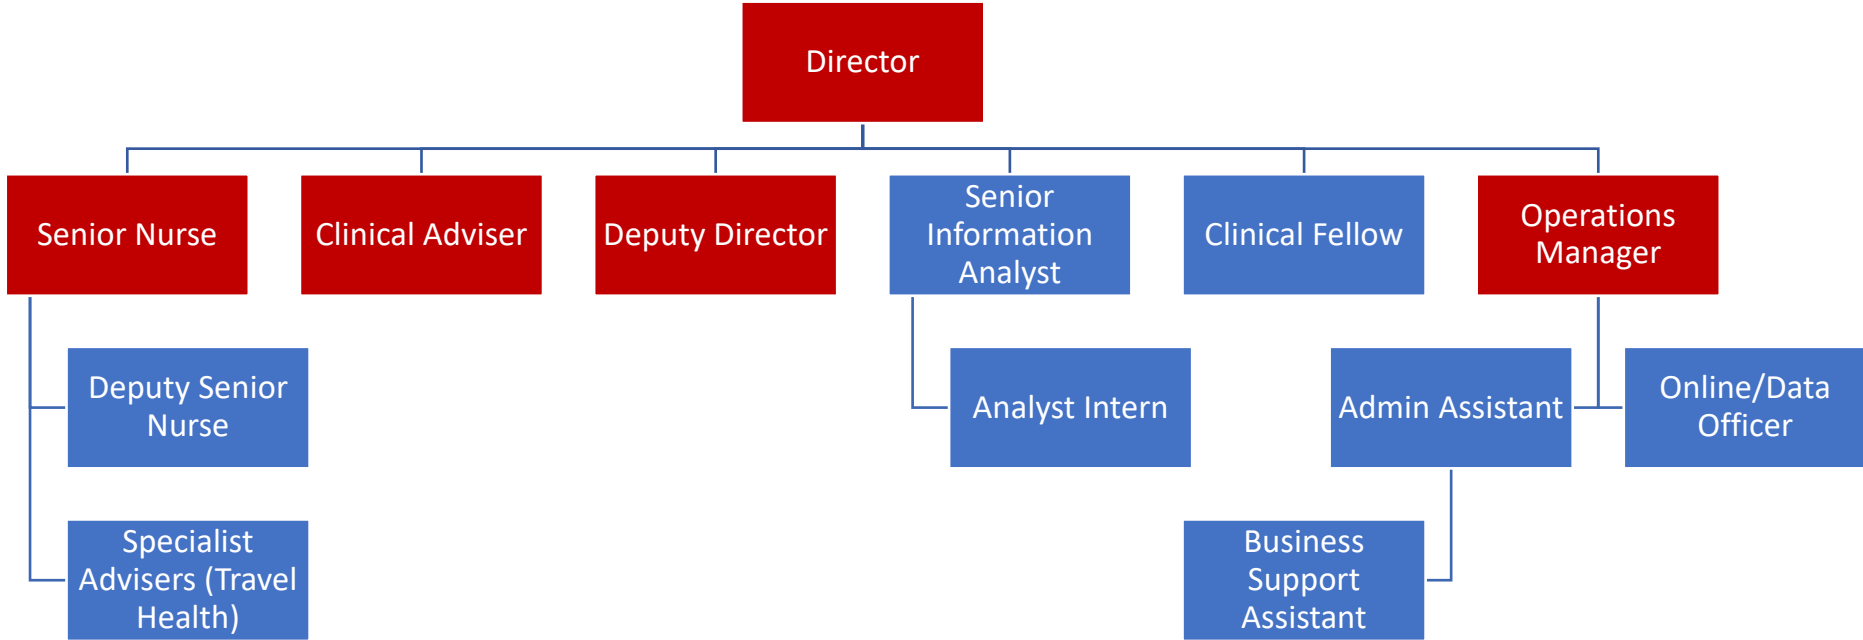 Director
Senior Nurse
Clinical Adviser
Deputy Director
Senior
Information
Analyst
Clinical Fellow
Operations
Manager
Deputy Senior
Nurse
Analyst Intern
Admin Assistant
Online/Data
Officer
Specialist
Advisers (Travel
Health)
Business
Support
Assistant